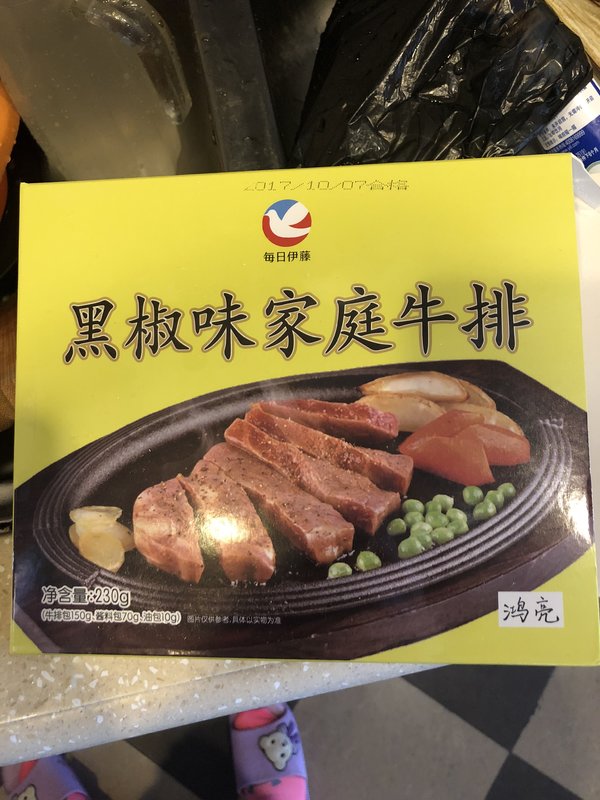 2017/10/07合格
每日伊藤
黑椒味家庭牛排
净含量:230g
(牛排包150g、酱料包70g、油包10g)
图片仅供参考,具体以实物为准
鸿亮